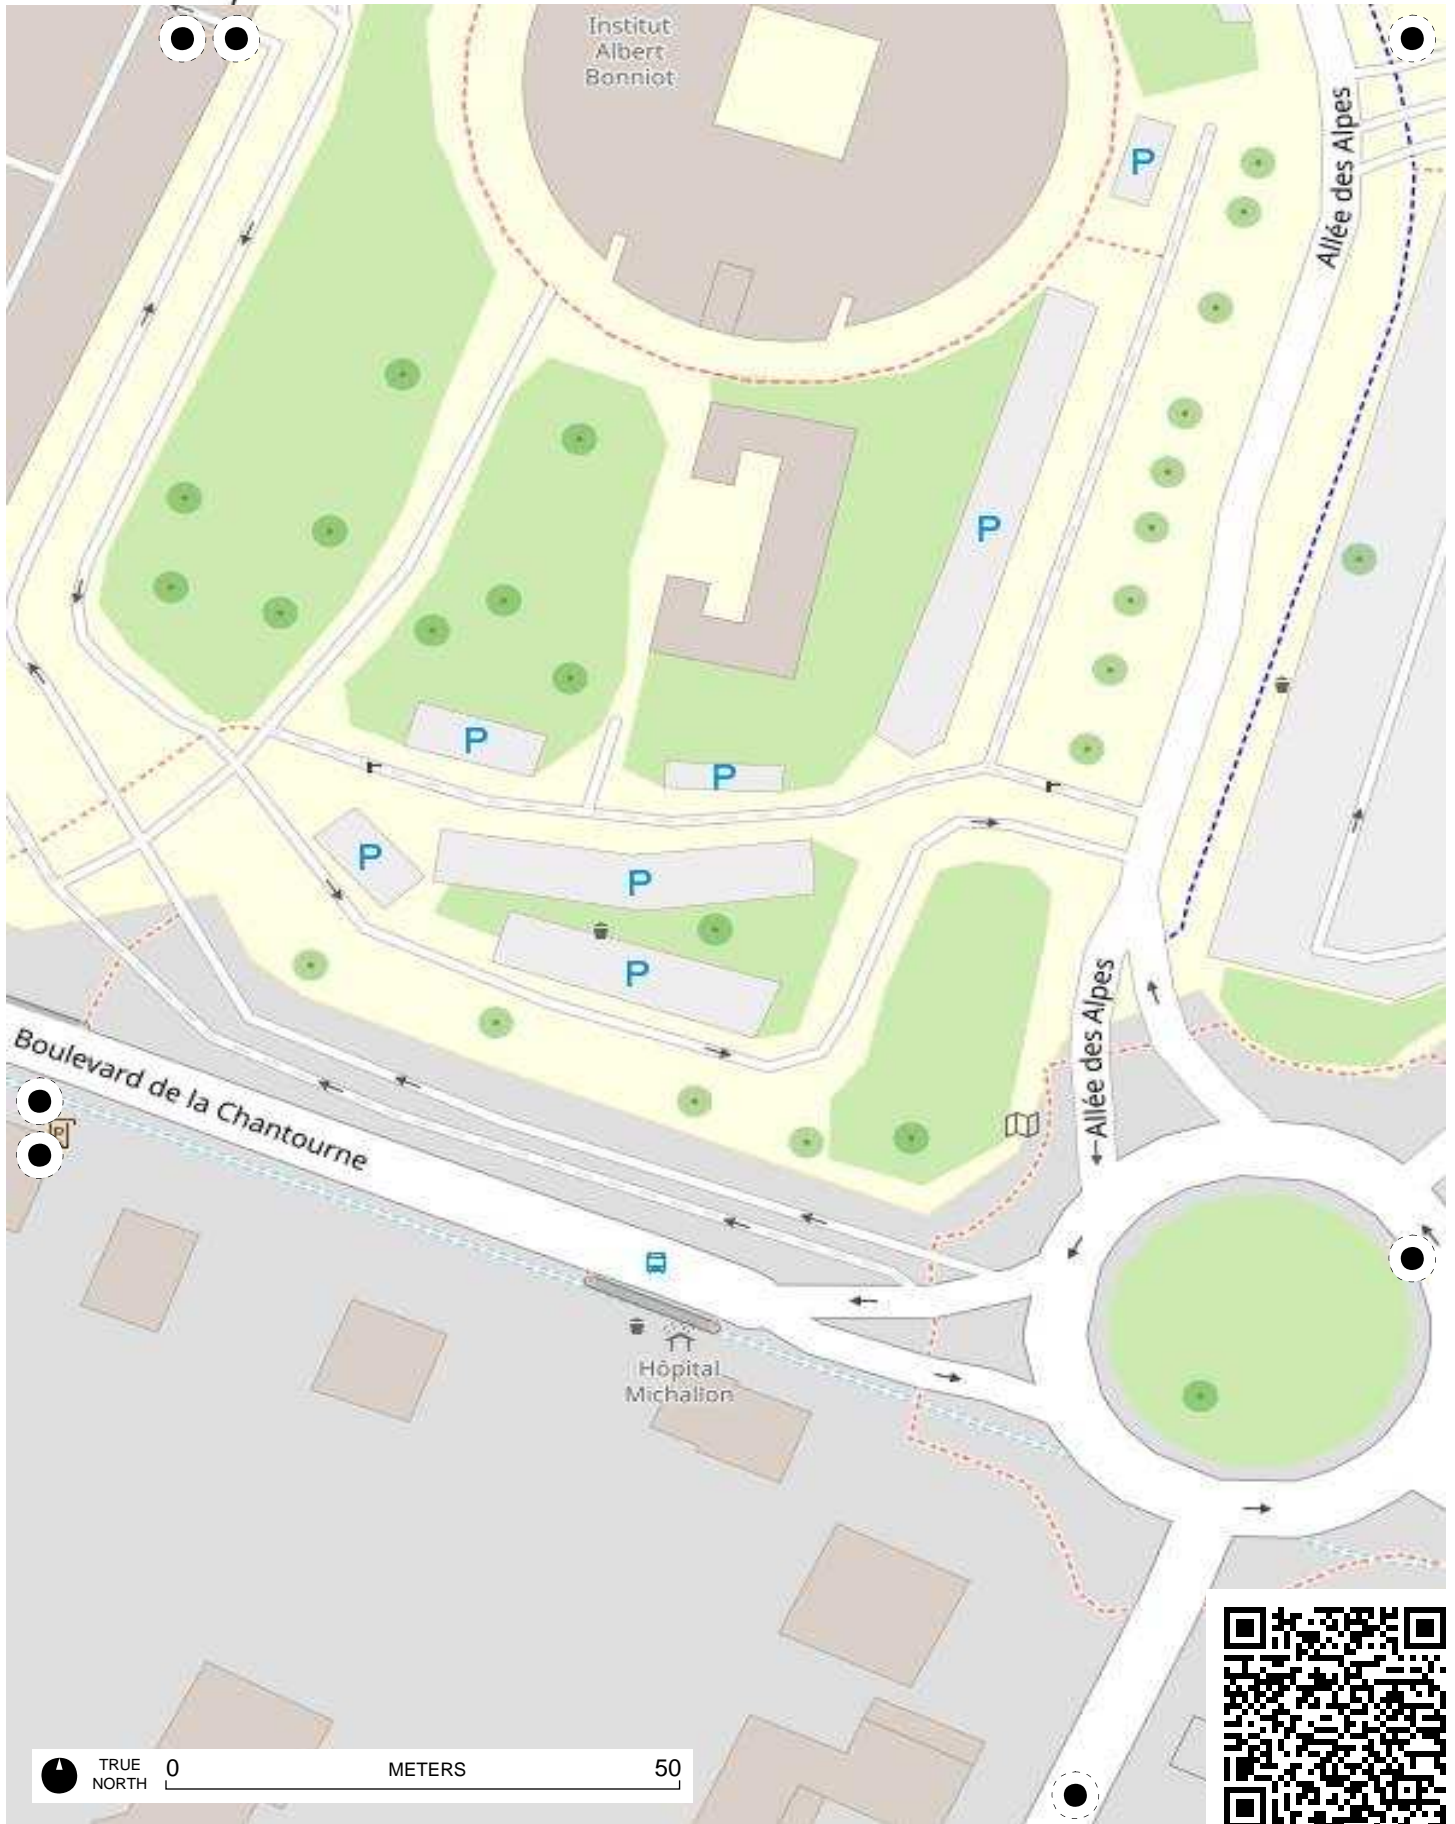 Institut
Albert
Bonniot
P
Allée des Alpes
P
P
P
P
P
P
Allée des Alpes
Boulevard de la Chantourne
P
Hôpital
Michallon
TRUE
NORTH
0 METERS 50